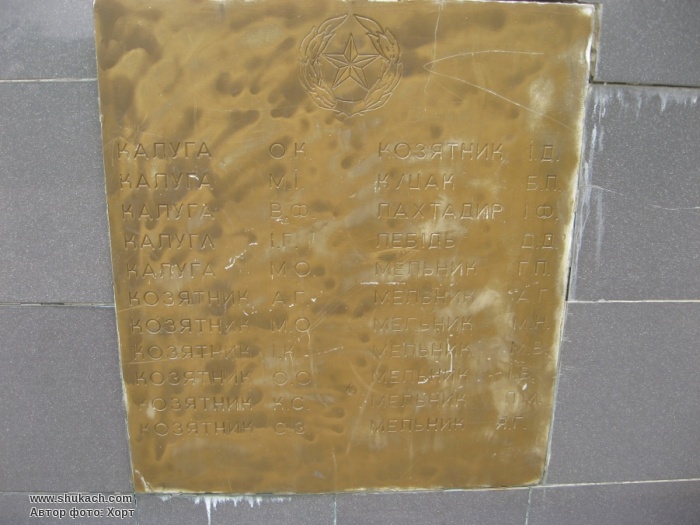 КАЛУГА О.К.
КАЛУГА М.І.
КАЛУГА В.Ф.
КАЛУГА І.П.
КАЛУГА М.О.
КОЗЯТНИК А.Г.
КОЗЯТНИК М.О.
КОЗЯТНИК І.К.
КОЗЯТНИК О.О.
КОЗЯТНИК К.С.
КОЗЯТНИК С.З.
КОЗЯТНИК І.Д.
КУЦАК Б.П.
ЛАХТАДИР І.Ф.
ЛЕБІДЬ Д.Д.
МЕЛЬНИК Г.П.
МЕЛЬНИК А.Г.
МЕЛЬНИК
МЕЛЬНИК
МЕЛЬНИК
МЕЛЬНИК
МЕЛЬНИК Я.П.
www.shukach.com
Автор фото: Хорт